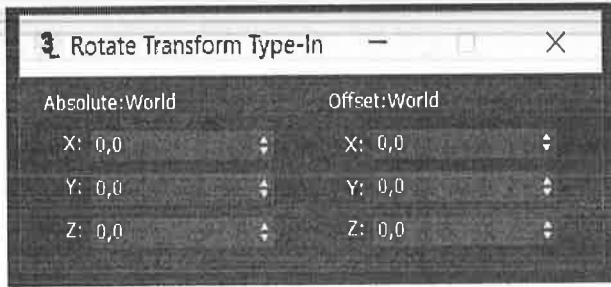 3 Rotate Transform Type-In
Absolute:World Offset:World
X: 0,0 X: 0,0
Y: 0,0 Y: 0,0
Z: 0,0 Z: 0,0